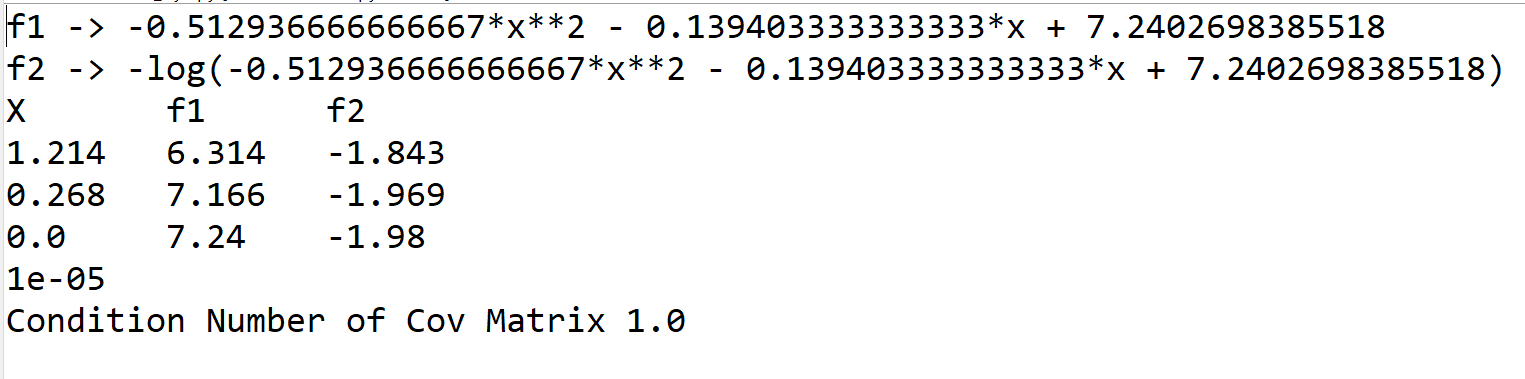 f1 -> -0.512936666666667*x**2 - 0.139403333333333*x + 7.2402698385518
f2 -> -log(-0.512936666666667*x**2 - 0.139403333333333*x + 7.2402698385518)
X f1 f2
1.214 6.314 -1.843
0.268 7.166 -1.969
0.0 7.24 -1.98
1e-05
Condition Number of Cov Matrix 1.0